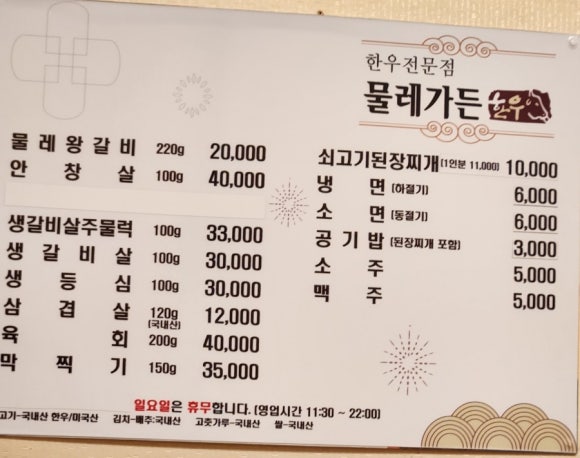 한우전문점
물레가든 한우
물레왕갈비 220g 20,000
안창살 100g 40,000
생갈비살주물럭 100g 33,000
생갈비살 100g 30,000
생등심 100g 30,000
삼겹살 120g (국내산) 12,000
육회 200g 40,000
막찍기 150g 35,000
쇠고기된장찌개(1인분 11,000) 10,000
냉면 (하절기) 6,000
소면 (동절기) 6,000
공기밥 (된장찌개 포함) 3,000
소주 5,000
맥주 5,000
일요일은 휴무합니다. (영업시간 11:30 ~ 22:00)
고기-국내산 한우/미국산 김치-배추:국내산 고춧가루-국내산 쌀-국내산